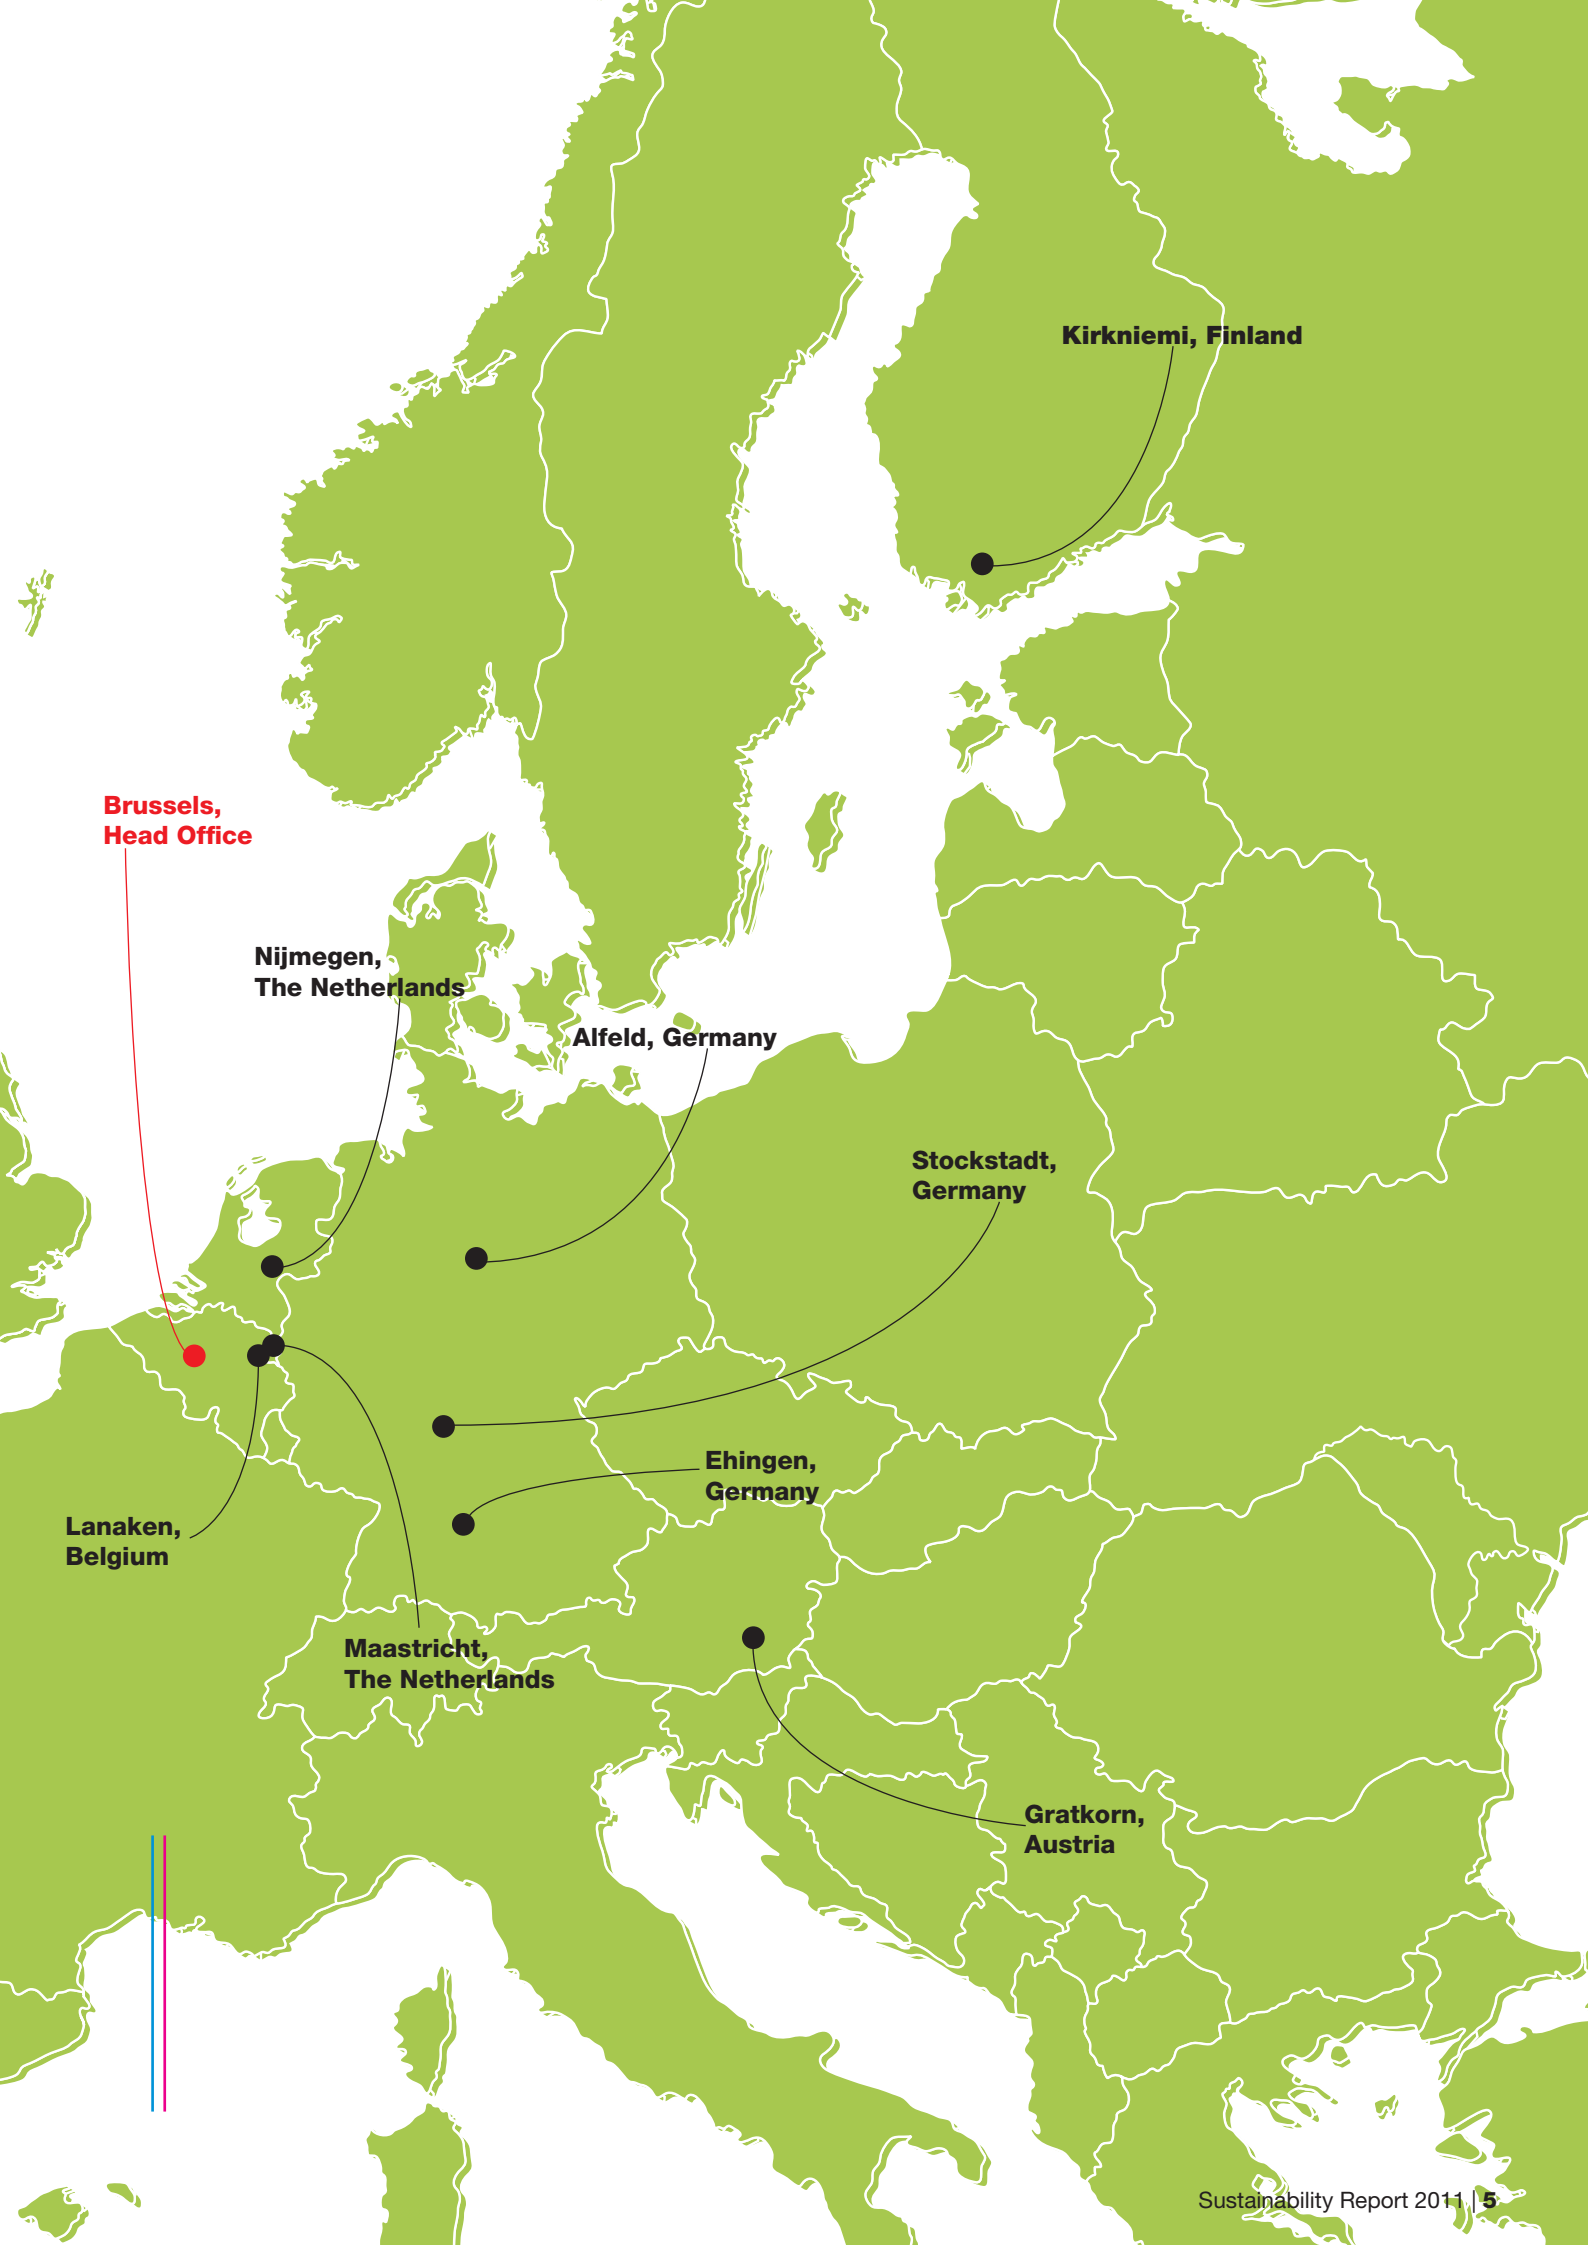 Kirkniemi, Finland
Brussels,
Head Office
Nijmegen,
The Netherlands
Alfeld, Germany
Stockstadt,
Germany
Ehingen,
Germany
Lanaken,
Belgium
Maastricht,
The Netherlands
Gratkorn,
Austria
Sustainability Report 2011 | 5